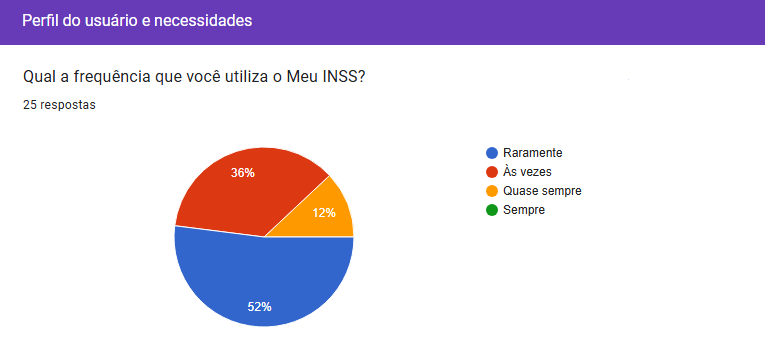 Perfil do usuário e necessidades
Qual a frequência que você utiliza o Meu INSS?
25 respostas
36%
12%
52%
Raramente
Às vezes
Quase sempre
Sempre